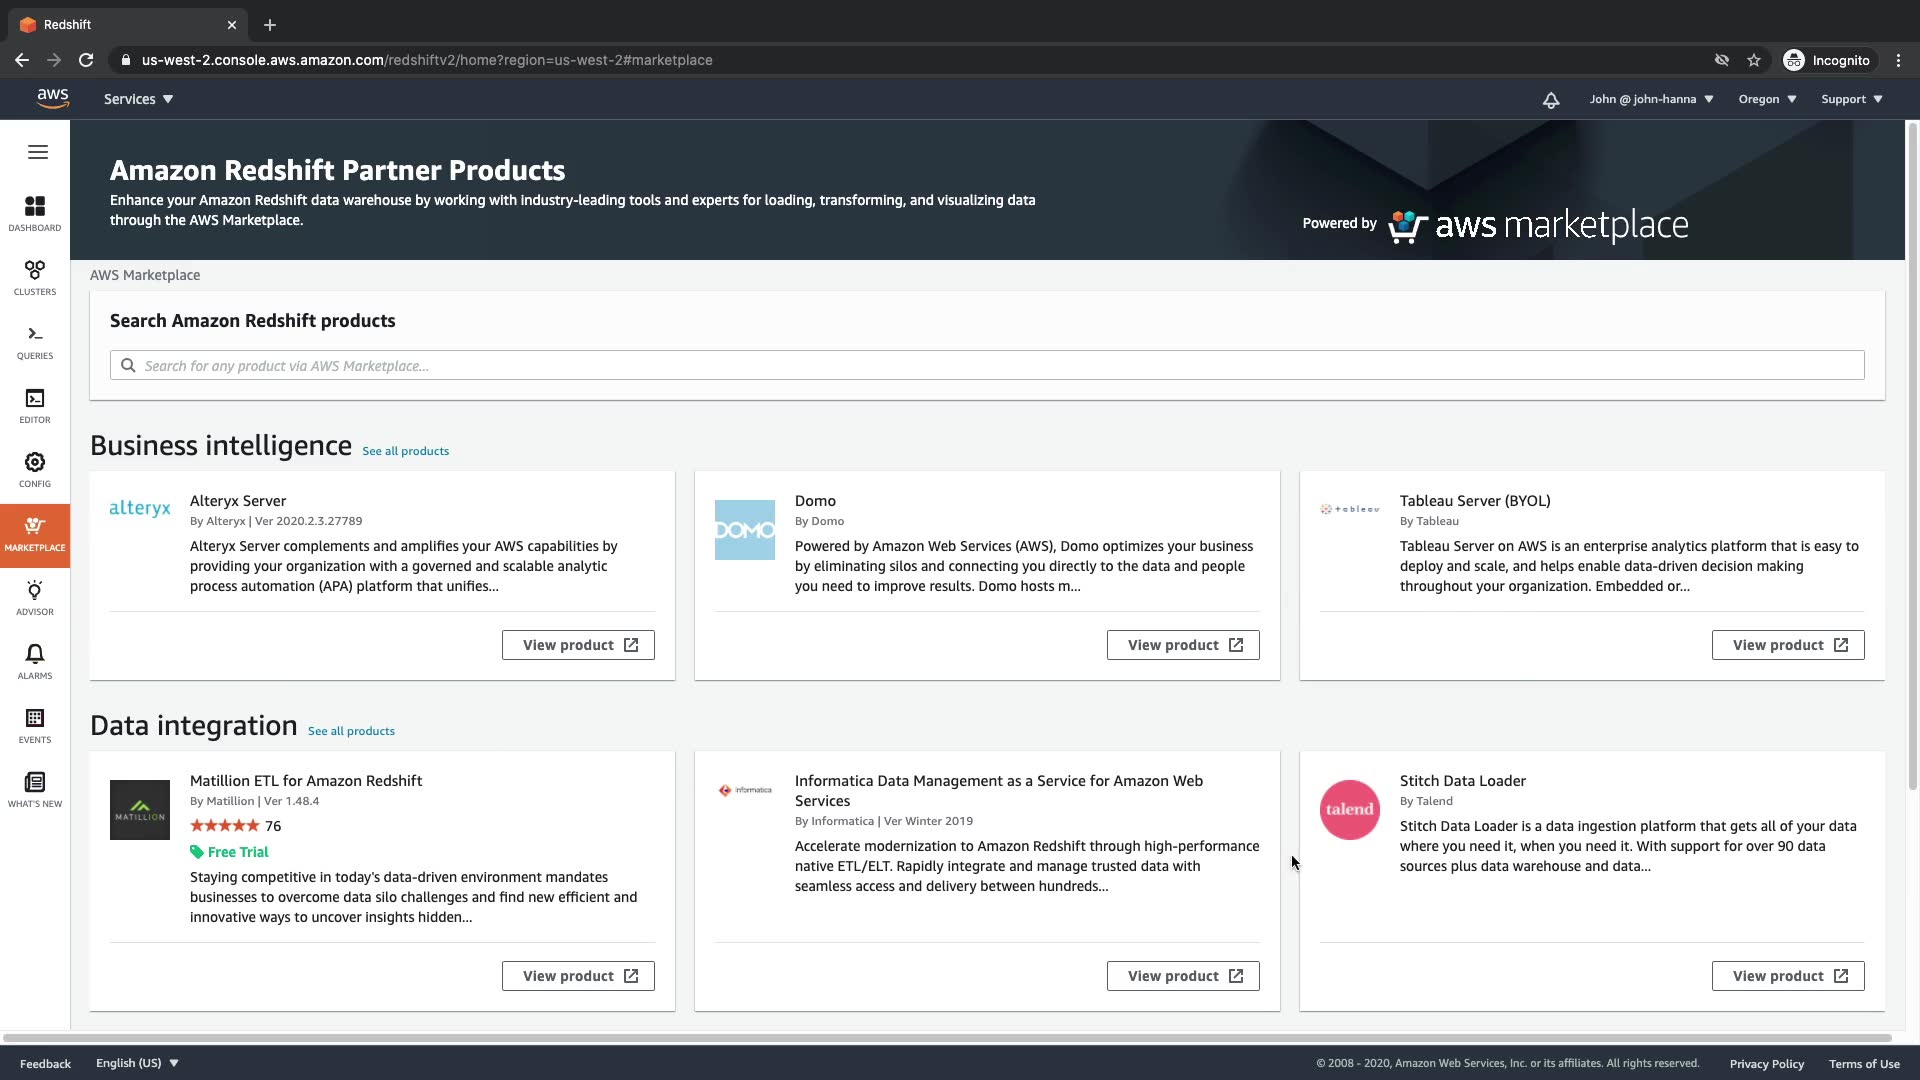 Redshift
us-west-2.console.aws.amazon.com/redshiftv2/home?region=us-west-2#marketplace
Incognito
aws
Services
John @ john-hanna
Oregon
Support
Amazon Redshift Partner Products
Enhance your Amazon Redshift data warehouse by working with industry-leading tools and experts for loading, transforming, and visualizing data
through the AWS Marketplace.
Powered by aws marketplace
DASHBOARD
CLUSTERS
QUERIES
EDITOR
CONFIG
MARKETPLACE
ADVISOR
ALARMS
EVENTS
WHAT'S NEW
AWS Marketplace
Search Amazon Redshift products
Search for any product via AWS Marketplace...
Business intelligence See all products
alteryx
Alteryx Server
By Alteryx | Ver 2020.2.3.27789
Alteryx Server complements and amplifies your AWS capabilities by
providing your organization with a governed and scalable analytic
process automation (APA) platform that unifies...
View product
DOMO
Domo
By Domo
Powered by Amazon Web Services (AWS), Domo optimizes your business
by eliminating silos and connecting you directly to the data and people
you need to improve results. Domo hosts m...
View product
tableau
Tableau Server (BYOL)
By Tableau
Tableau Server on AWS is an enterprise analytics platform that is easy to
deploy and scale, and helps enable data-driven decision making
throughout your organization. Embedded or...
View product
Data integration See all products
MATILLION
Matillion ETL for Amazon Redshift
By Matillion | Ver 1.48.4
76
Free Trial
Staying competitive in today's data-driven environment mandates
businesses to overcome data silo challenges and find new efficient and
innovative ways to uncover insights hidden...
View product
Informatica
Informatica Data Management as a Service for Amazon Web
Services
By Informatica | Ver Winter 2019
Accelerate modernization to Amazon Redshift through high-performance
native ETL/ELT. Rapidly integrate and manage trusted data with
seamless access and delivery between hundreds...
View product
talend
Stitch Data Loader
By Talend
Stitch Data Loader is a data ingestion platform that gets all of your data
where you need it, when you need it. With support for over 90 data
sources plus data warehouse and data...
View product
Feedback
English (US)
© 2008 - 2020, Amazon Web Services, Inc. or its affiliates. All rights reserved.
Privacy Policy
Terms of Use